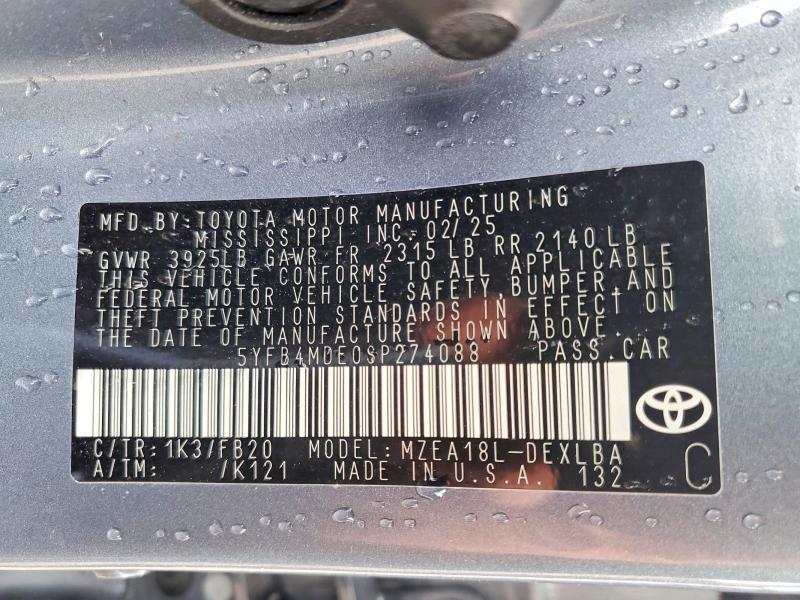 MFD BY:TOYOTA MOTOR MANUFACTURING
MISSISSIPPI INC. 02/25
GVWR 3925LB GAWR FR 2315 LB RR 2140 LB
THIS VEHICLE CONFORMS TO ALL APPLICABLE
FEDERAL MOTOR VEHICLE SAFETY, BUMPER AND
THEFT PREVENTION STANDARDS IN EFFECT ON
THE DATE OF MANUFACTURE SHOWN ABOVE.
5YFB4MDE0SP274088 PASS.CAR
C/TR: 1K3/FB20 MODEL: MZEA18L-DEXLBA
A/TM: /K121 MADE IN U.S.A. 132
C